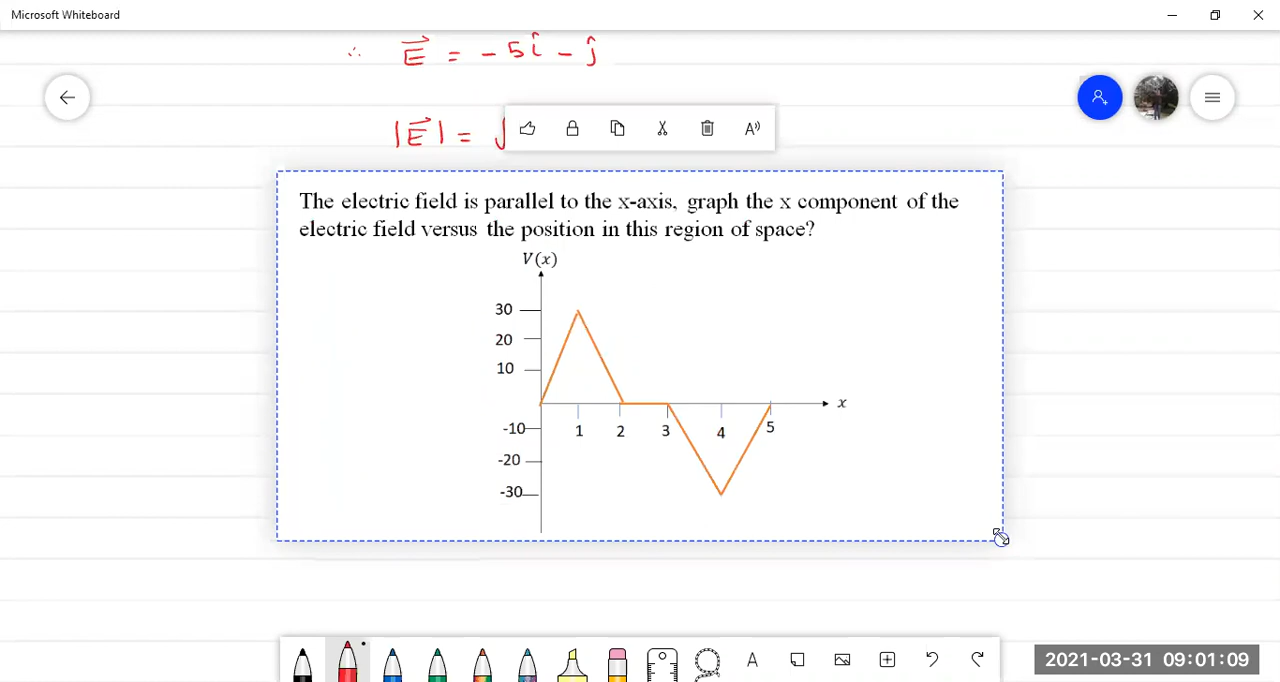 Microsoft Whiteboard
∴ E⃗ = - 5î - ĵ
|E⃗| = √
The electric field is parallel to the x-axis, graph the x component of the
electric field versus the position in this region of space?
V(x)
30
20
10
x
-10
1 2 3 4 5
-20
-30
A
2021-03-31 09:01:09